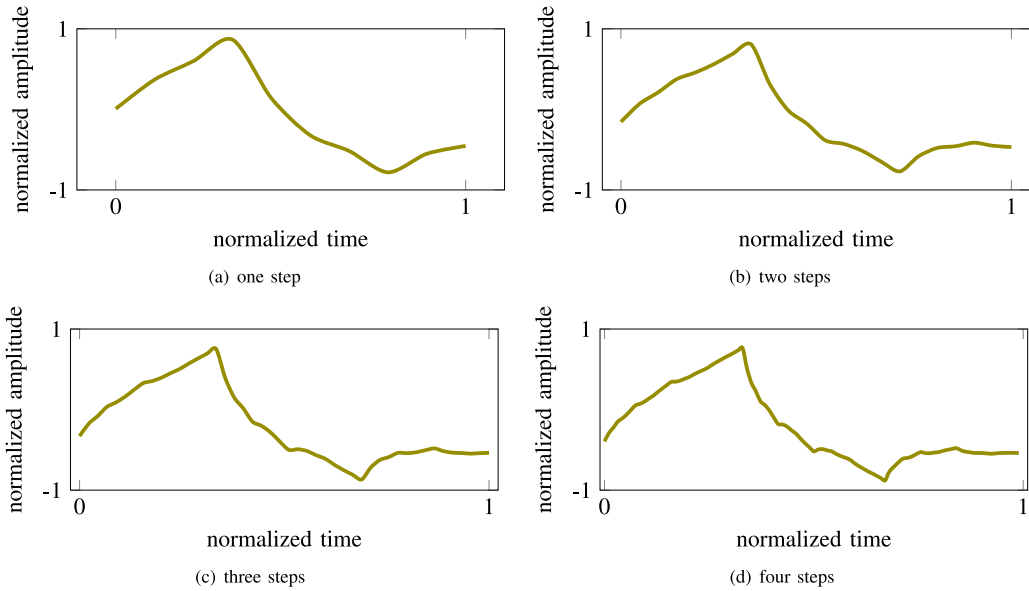 normalized amplitude
1
-1
0
1
normalized time
(a) one step
normalized amplitude
1
-1
0
1
normalized time
(b) two steps
normalized amplitude
1
-1
0
1
normalized time
(c) three steps
normalized amplitude
1
-1
0
1
normalized time
(d) four steps